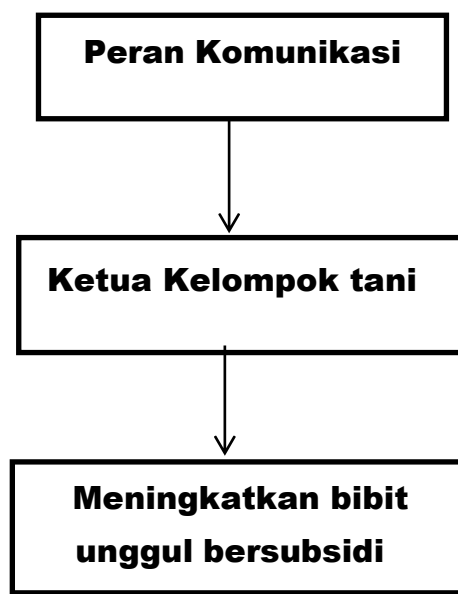 Peran Komunikasi
Ketua Kelompok tani
Meningkatkan bibit
unggul bersubsidi